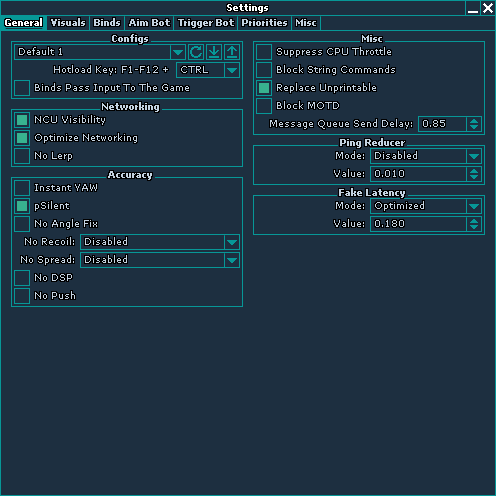 Settings
General Visuals Binds Aim Bot Trigger Bot Priorities Misc
Configs
Default 1
Hotload Key: F1-F12 + CTRL
Binds Pass Input To The Game
Networking
NCU Visibility
Optimize Networking
No Lerp
Accuracy
Instant YAW
pSilent
No Angle Fix
No Recoil: Disabled
No Spread: Disabled
No DSP
No Push
Misc
Suppress CPU Throttle
Block String Commands
Replace Unprintable
Block MOTD
Message Queue Send Delay: 0.85
Ping Reducer
Mode: Disabled
Value: 0.010
Fake Latency
Mode: Optimized
Value: 0.180